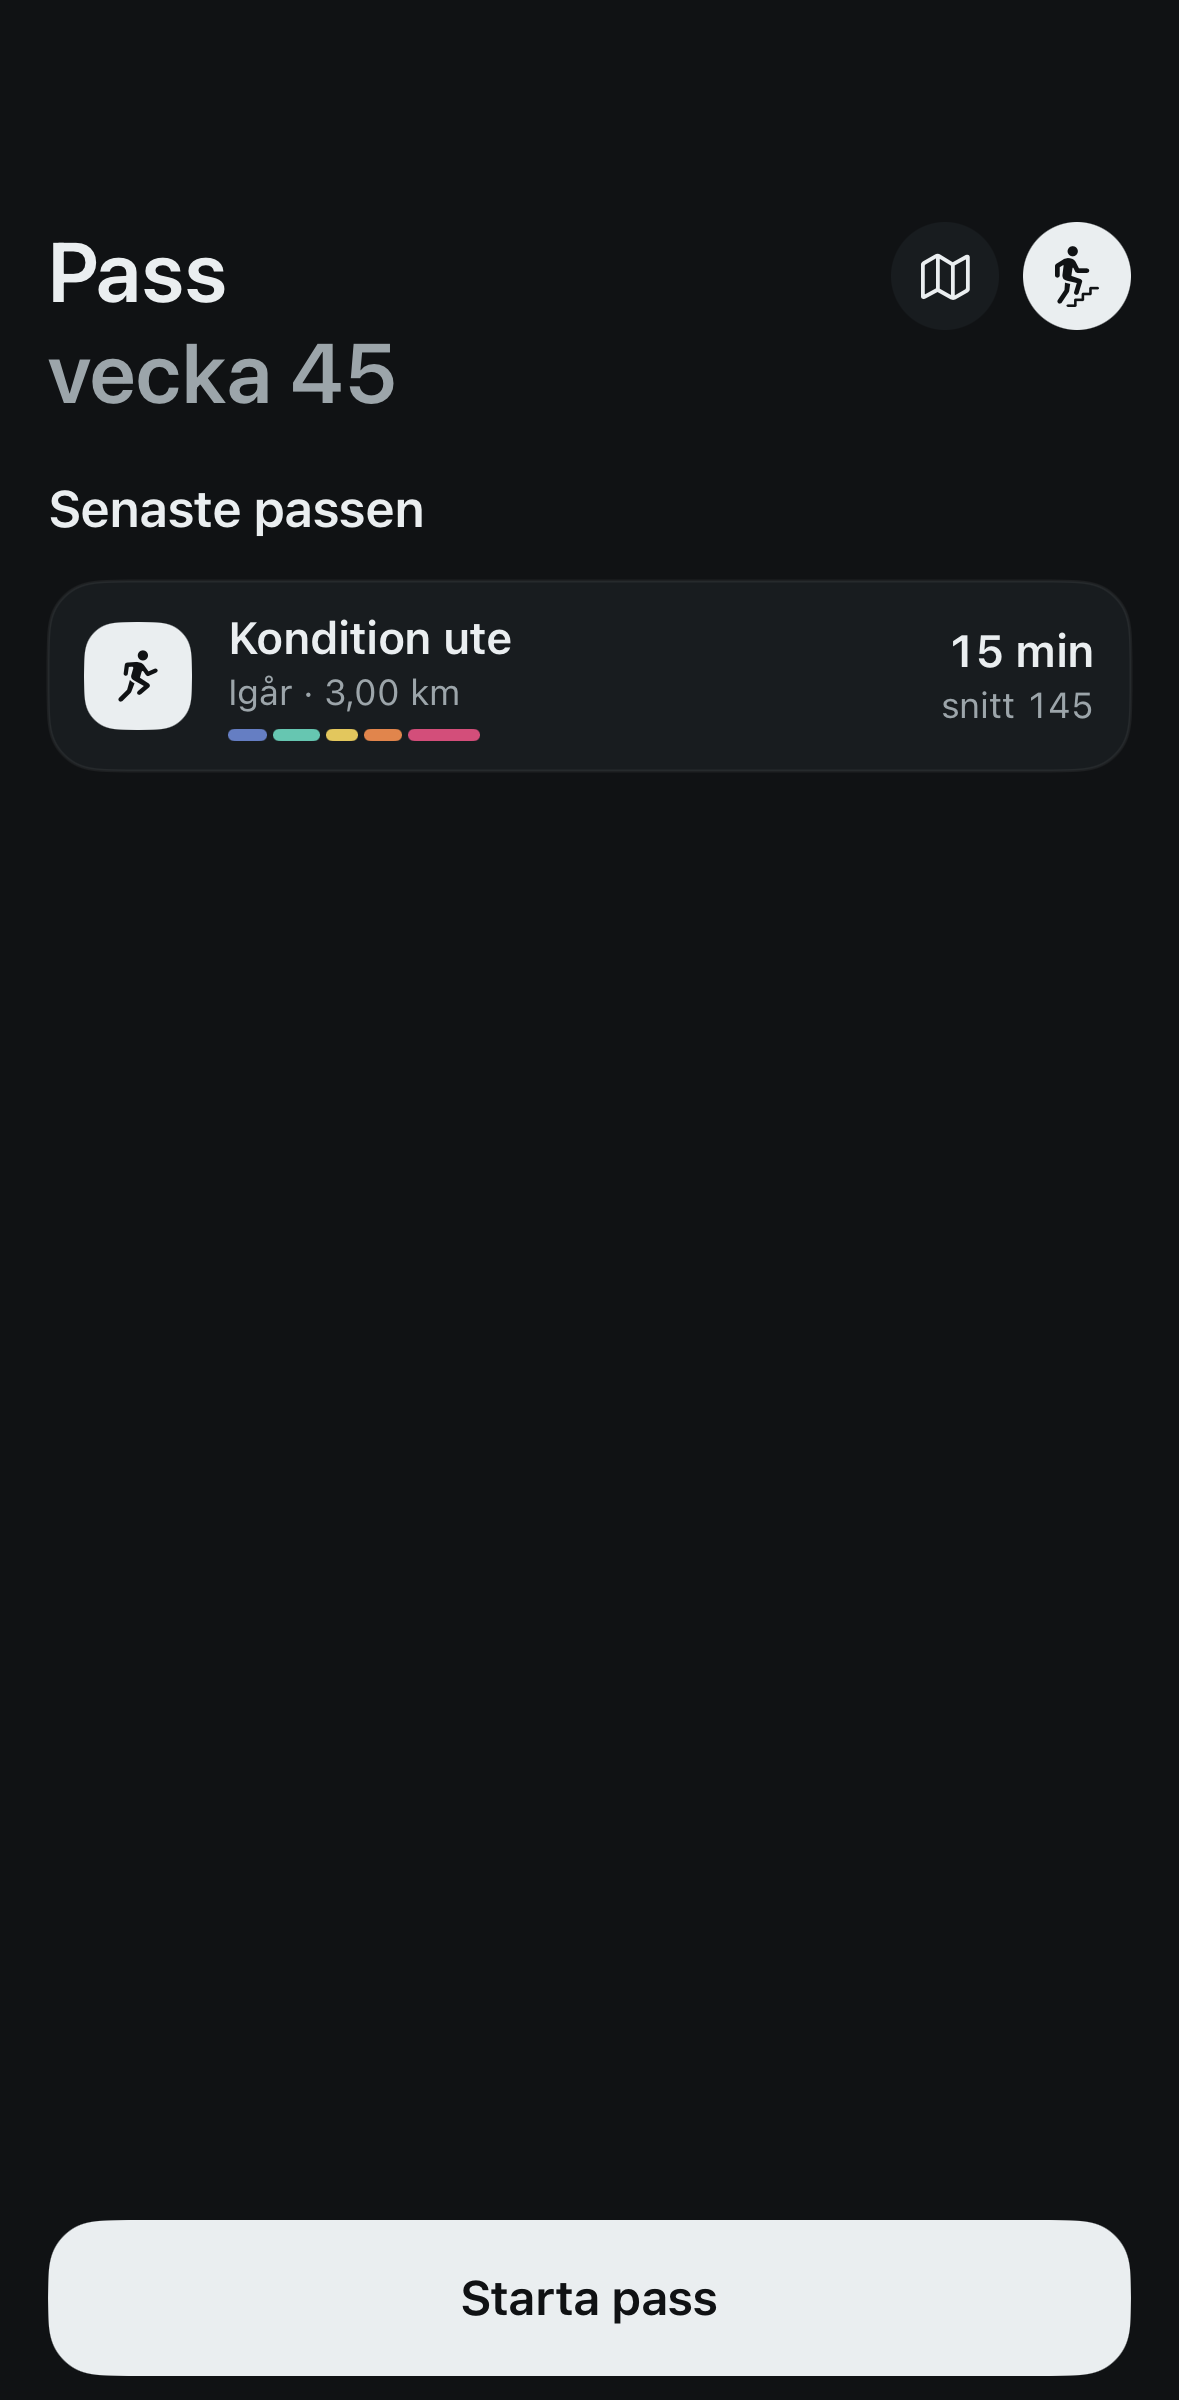 Pass
vecka 45
Senaste passen
Kondition ute
Igår · 3,00 km
15 min
snitt 145
Starta pass